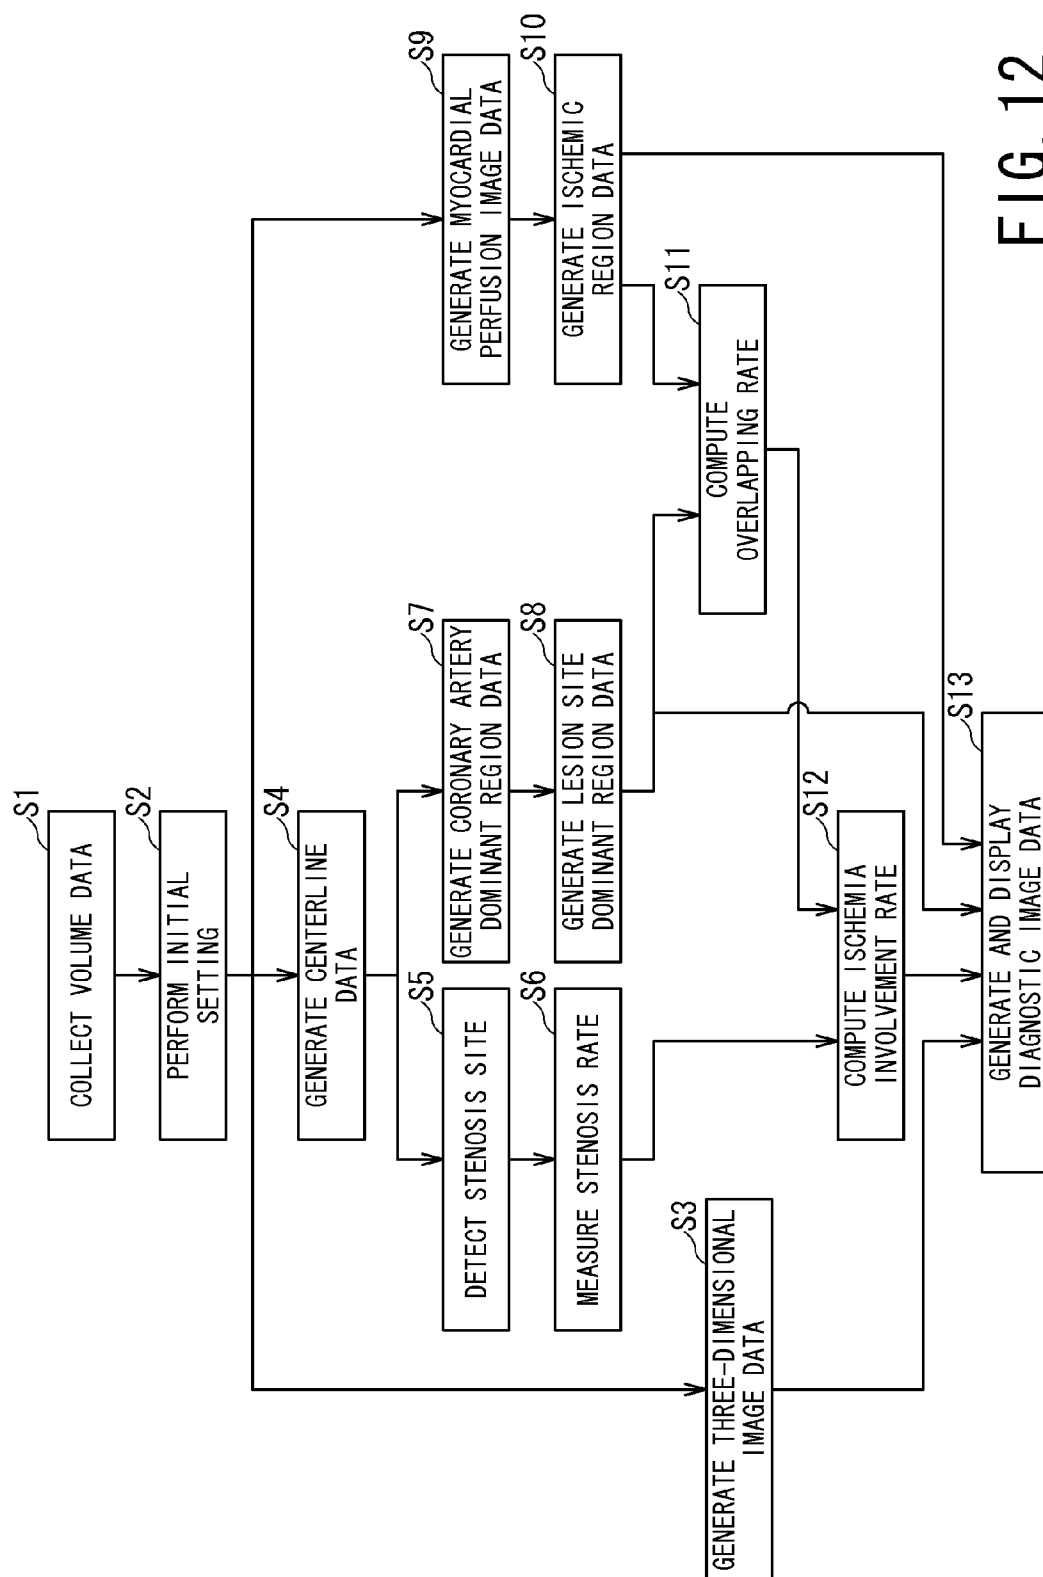 S1
COLLECT VOLUME DATA
S2
PERFORM INITIAL
SETTING
S4
GENERATE CENTERLINE
DATA
S5
DETECT STENOSIS SITE
S6
MEASURE STENOSIS RATE
S7
GENERATE CORONARY ARTERY
DOMINANT REGION DATA
S8
GENERATE LESION SITE
DOMINANT REGION DATA
S9
GENERATE MYOCARDIAL
PERFUSION IMAGE DATA
S10
GENERATE ISCHEMIC
REGION DATA
S3
GENERATE THREE-DIMENSIONAL
IMAGE DATA
S11
COMPUTE
OVERLAPPING RATE
S12
COMPUTE ISCHEMIA
INVOLVEMENT RATE
S13
GENERATE AND DISPLAY
DIAGNOSTIC IMAGE DATA
FIG. 12